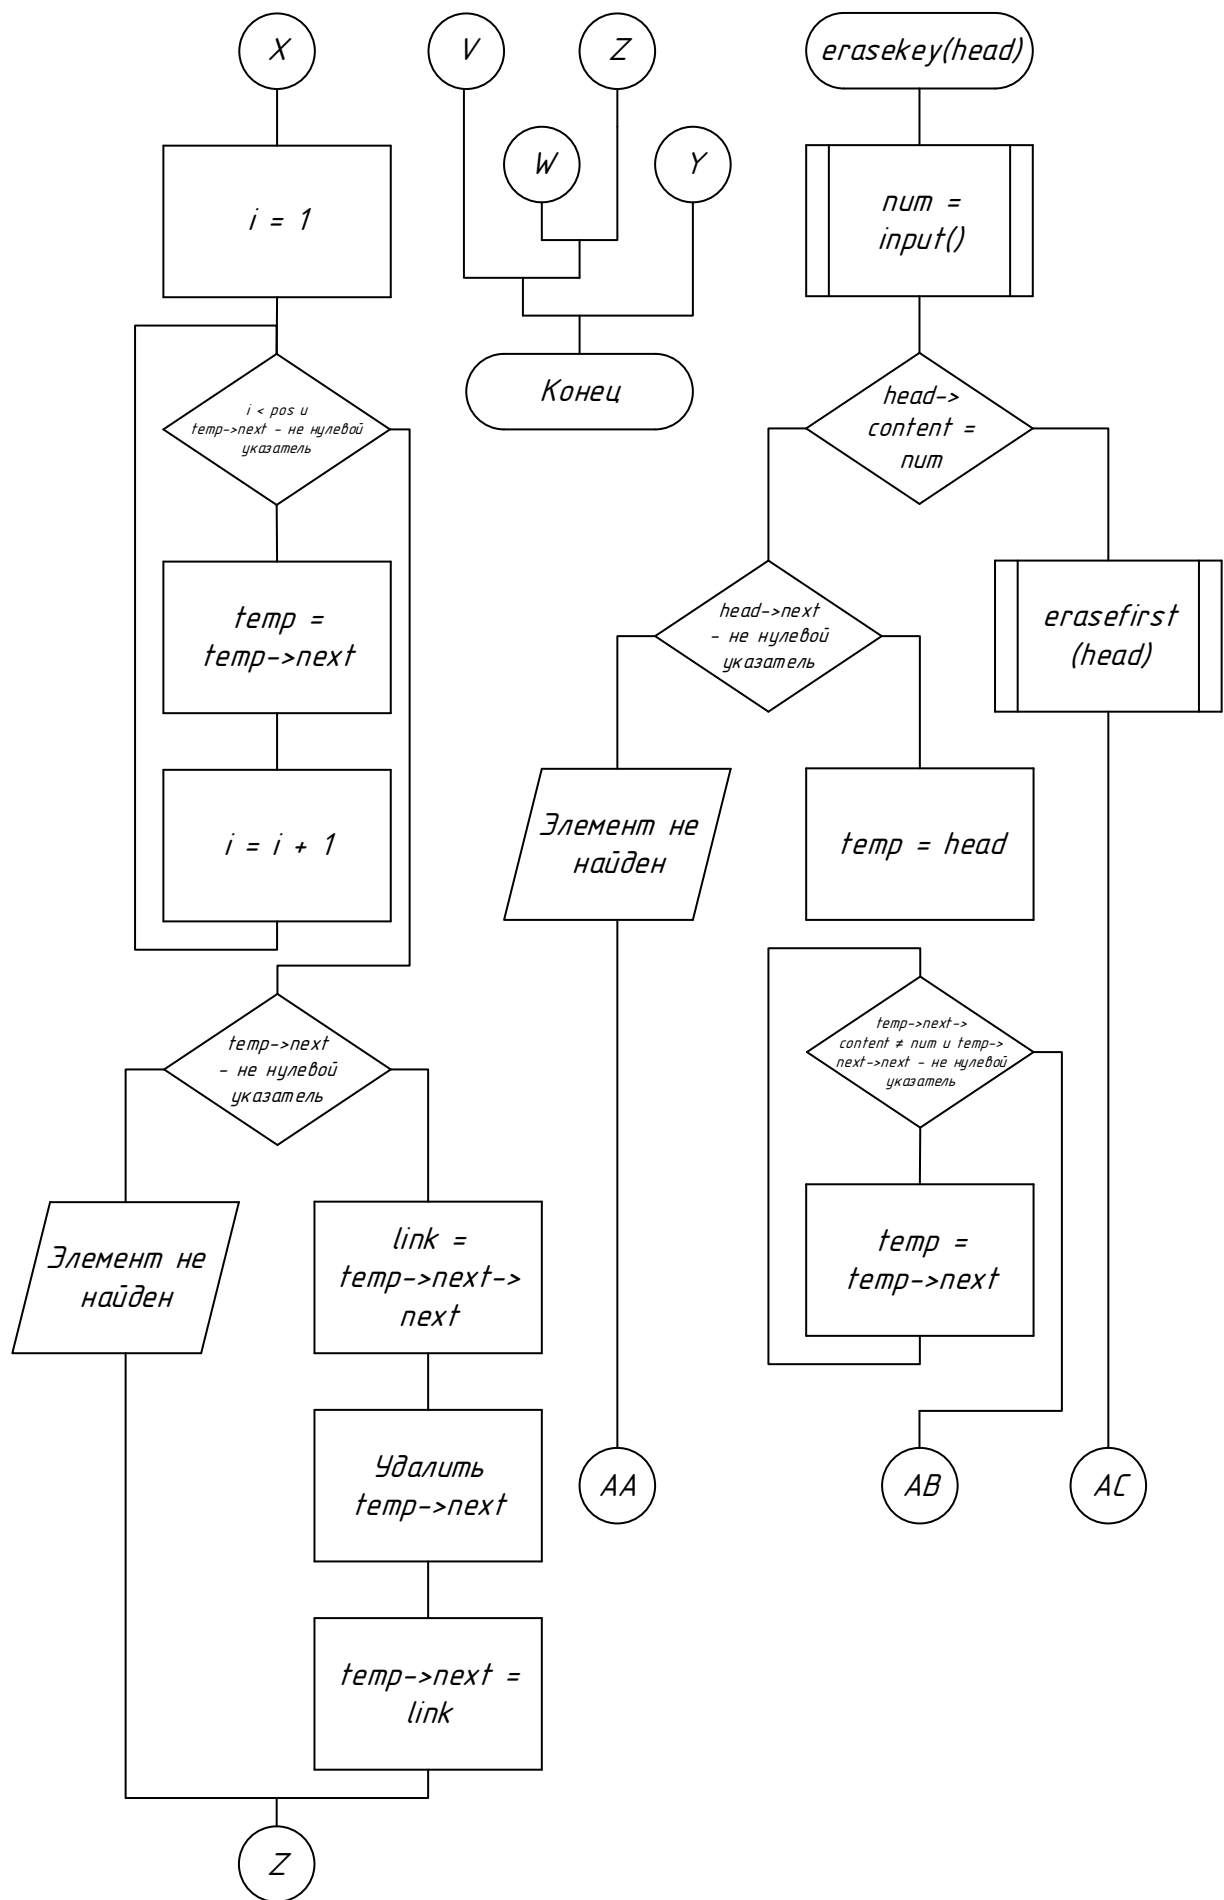 X
i = 1
i < pos и
temp->next - не нулевой
указатель
temp =
temp->next
i = i + 1
temp->next
- не нулевой
указатель
Элемент не
найден
link =
temp->next->
next
Удалить
temp->next
temp->next =
link
Z
V
Z
W
Y
Конец
erasekey(head)
num =
input()
head->
content =
num
head->next
- не нулевой
указатель
erasefirst
(head)
Элемент не
найден
temp = head
temp->next->
content ≠ num и temp->
next->next - не нулевой
указатель
temp =
temp->next
AA
AB
AC